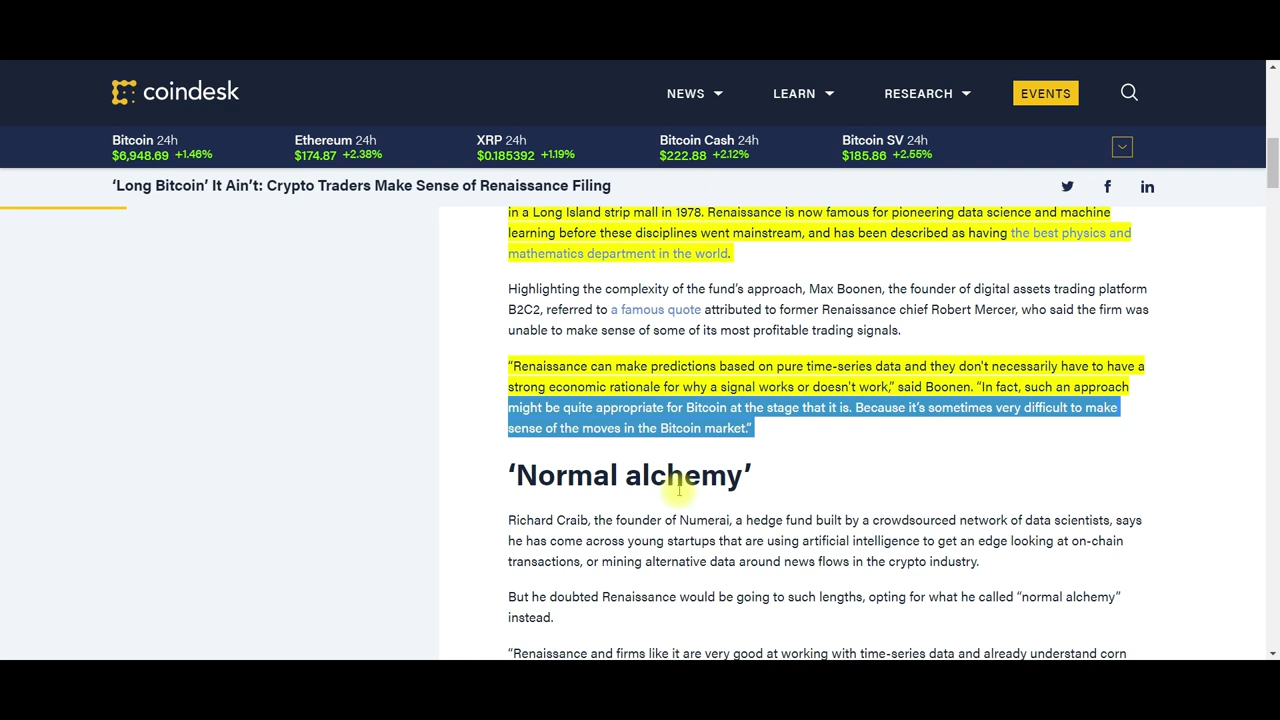 coindesk
NEWS LEARN RESEARCH EVENTS
Bitcoin 24h Ethereum 24h XRP 24h Bitcoin Cash 24h Bitcoin SV 24h
$6,948.69 +1.46% $174.87 +2.38% $0.185392 +1.19% $222.88 +2.12% $185.86 +2.55%
‘Long Bitcoin’ It Ain’t: Crypto Traders Make Sense of Renaissance Filing
in a Long Island strip mall in 1978. Renaissance is now famous for pioneering data science and machine
learning before these disciplines went mainstream, and has been described as having the best physics and
mathematics department in the world.
Highlighting the complexity of the fund’s approach, Max Boonen, the founder of digital assets trading platform
B2C2, referred to a famous quote attributed to former Renaissance chief Robert Mercer, who said the firm was
unable to make sense of some of its most profitable trading signals.
“Renaissance can make predictions based on pure time-series data and they don't necessarily have to have a
strong economic rationale for why a signal works or doesn't work,” said Boonen. “In fact, such an approach
might be quite appropriate for Bitcoin at the stage that it is. Because it’s sometimes very difficult to make
sense of the moves in the Bitcoin market.”
‘Normal alchemy’
Richard Craib, the founder of Numerai, a hedge fund built by a crowdsourced network of data scientists, says
he has come across young startups that are using artificial intelligence to get an edge looking at on-chain
transactions, or mining alternative data around news flows in the crypto industry.
But he doubted Renaissance would be going to such lengths, opting for what he called “normal alchemy”
instead.
“Renaissance and firms like it are very good at working with time-series data and already understand corn